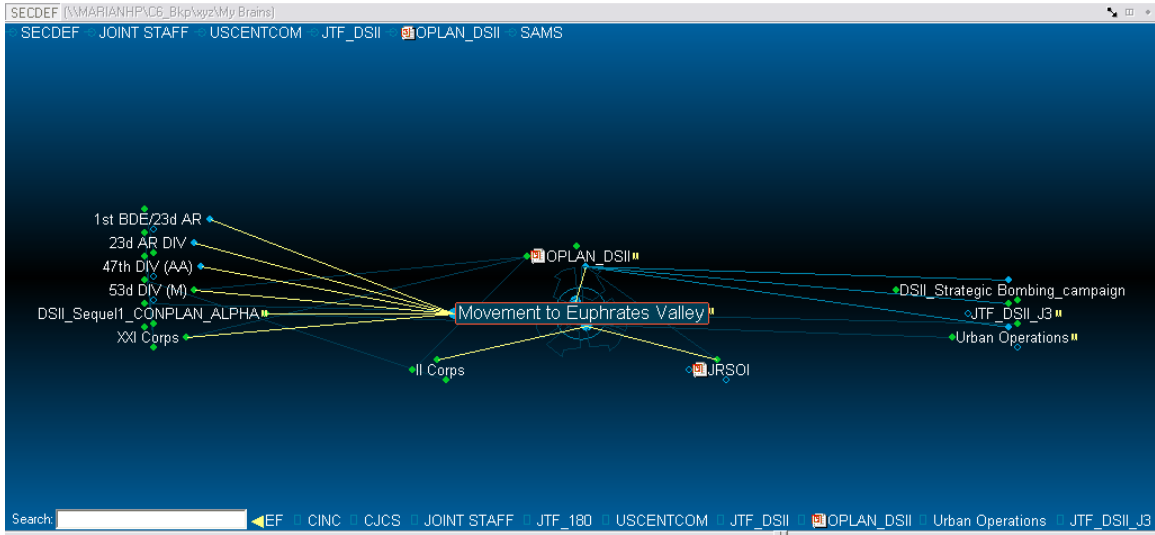 SECDEF (\\MARIANHP\C6_Bkp\xyz\My Brains)
SECDEF JOINT STAFF USCENTCOM JTF_DSII OPLAN_DSII SAMS
1st BDE/23d AR
23d AR DIV
OPLAN_DSII
47th DIV (AA)
53d DIV (M)
DSII_Strategic Bombing_campaign
DSII_Sequel1_CONPLAN_ALPHA
Movement to Euphrates Valley
JTF_DSII_J3
XXI Corps
Urban Operations
II Corps
JRSOI
Search: EF CINC CJCS JOINT STAFF JTF_180 USCENTCOM JTF_DSII OPLAN_DSII Urban Operations JTF_DSII_J3